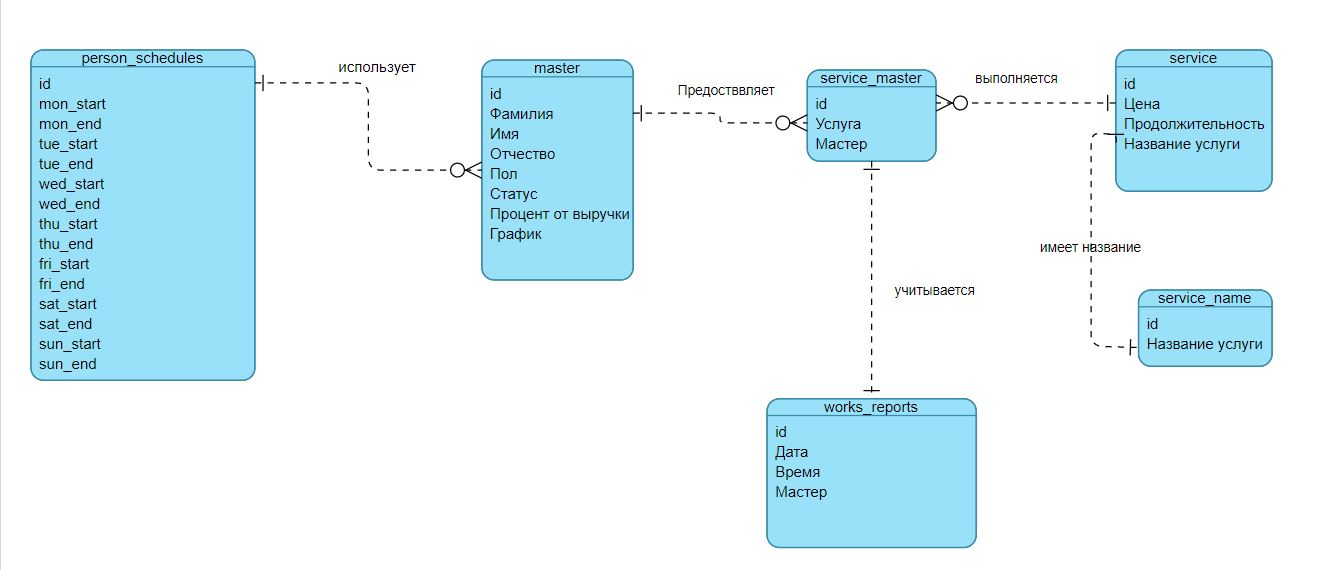 person_schedules
id
mon_start
mon_end
tue_start
tue_end
wed_start
wed_end
thu_start
thu_end
fri_start
fri_end
sat_start
sat_end
sun_start
sun_end
использует
master
id
Фамилия
Имя
Отчество
Пол
Статус
Процент от выручки
График
Предостввляет
service_master
id
Услуга
Мастер
выполняется
service
id
Цена
Продолжительность
Название услуги
имеет название
service_name
id
Название услуги
учитывается
works_reports
id
Дата
Время
Мастер